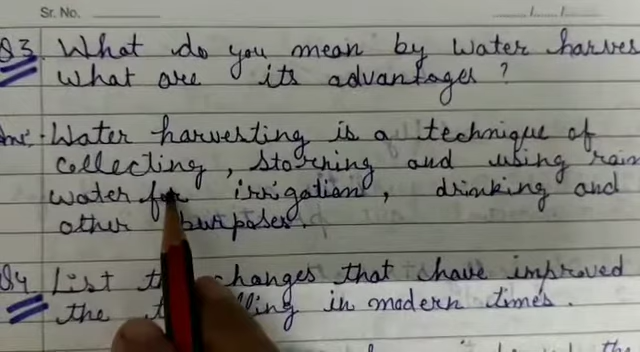 Sr. No.
Q3. What do you mean by Water harves
What are its advantages ?
Ans:- Water harvesting is a technique of
collecting, storing and using rain
water for irrigation, drinking and
other purposes.
Q4 List changes that have improved
the in modern times.
the